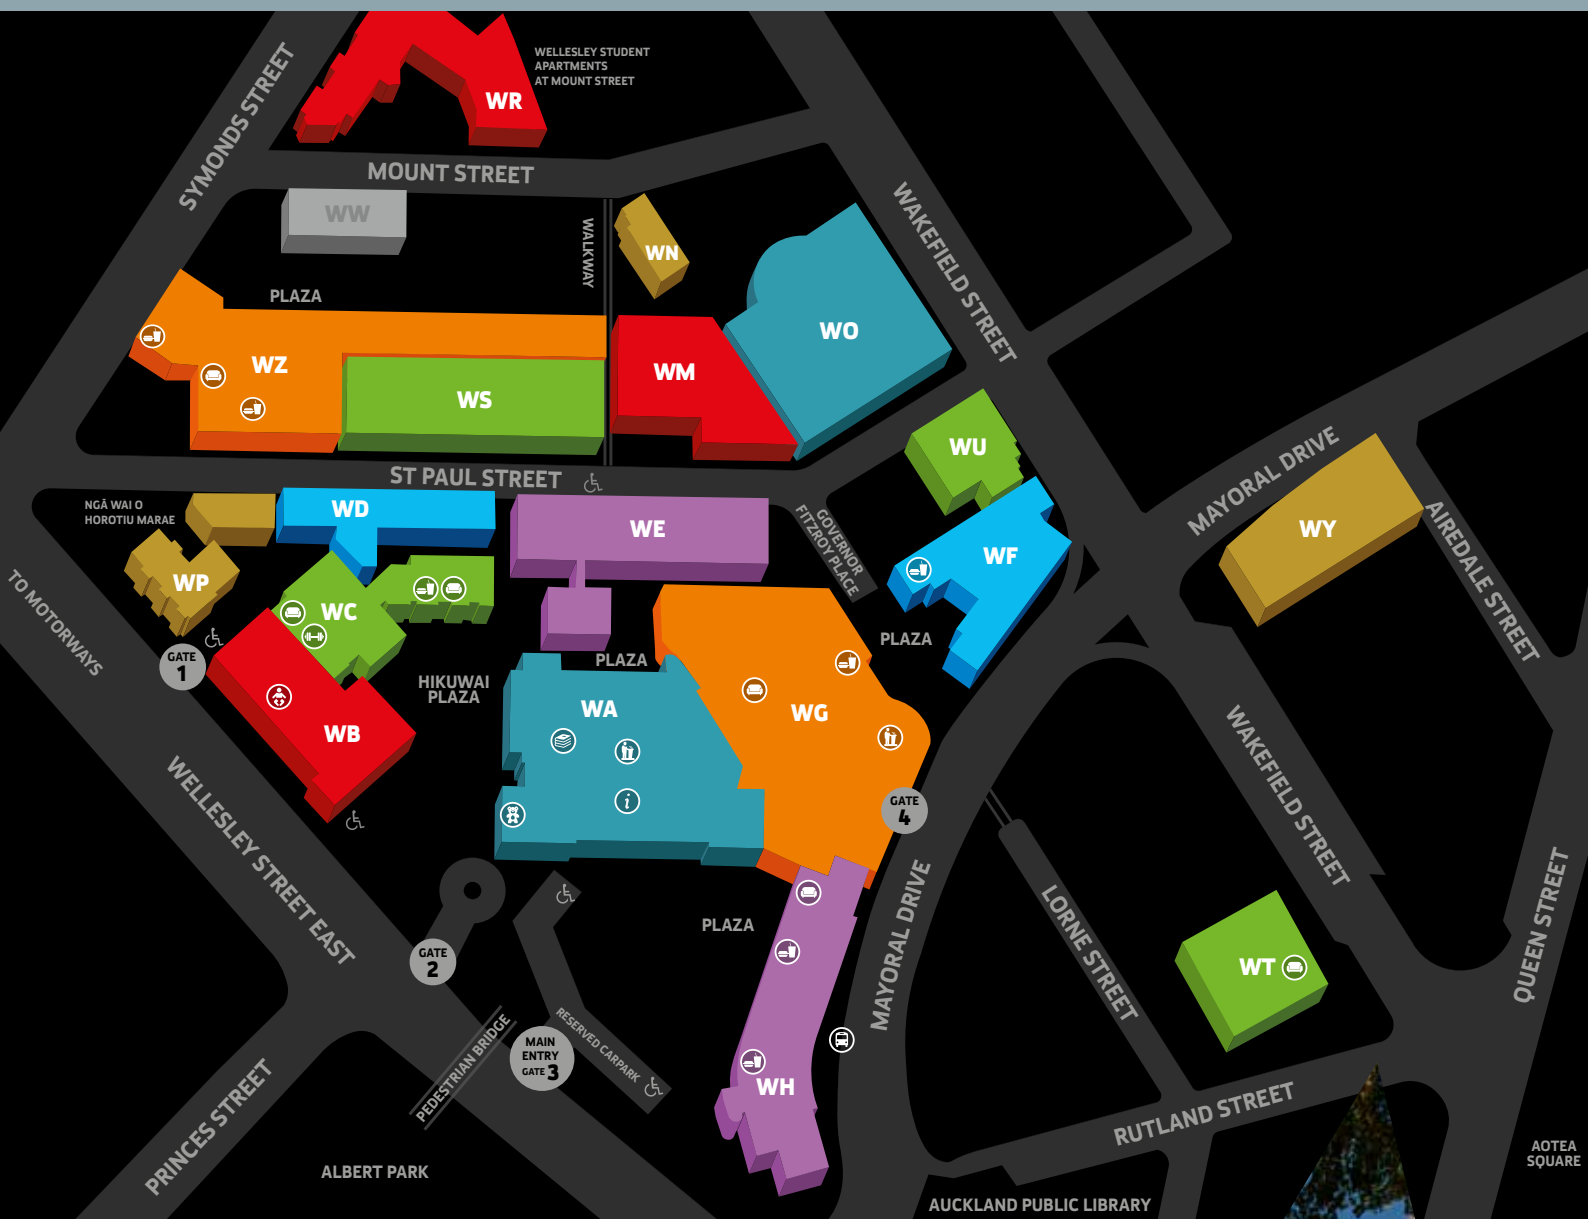 WELLESLEY STUDENT
APARTMENTS
AT MOUNT STREET
WR
SYMONDS STREET
MOUNT STREET
WW
WALKWAY
WN
WAKEFIELD STREET
PLAZA
WO
WZ
WM
WS
WU
MAYORAL DRIVE
ST PAUL STREET
NGĀ WAI O
HOROTIU MARAE
WD
WE
GOVERNOR
FITZROY PLACE
WY
AIREDALE STREET
WF
WP
WC
TO MOTORWAYS
GATE
1
PLAZA
PLAZA
HIKUWAI
PLAZA
WA
WG
WB
WAKEFIELD STREET
WELLESLEY STREET EAST
GATE
4
MAYORAL DRIVE
LORNE STREET
QUEEN STREET
PLAZA
GATE
2
WT
PEDESTRIAN BRIDGE
RESERVED CARPARK
MAIN
ENTRY
GATE 3
WH
PRINCES STREET
RUTLAND STREET
ALBERT PARK
AOTEA
SQUARE
AUCKLAND PUBLIC LIBRARY